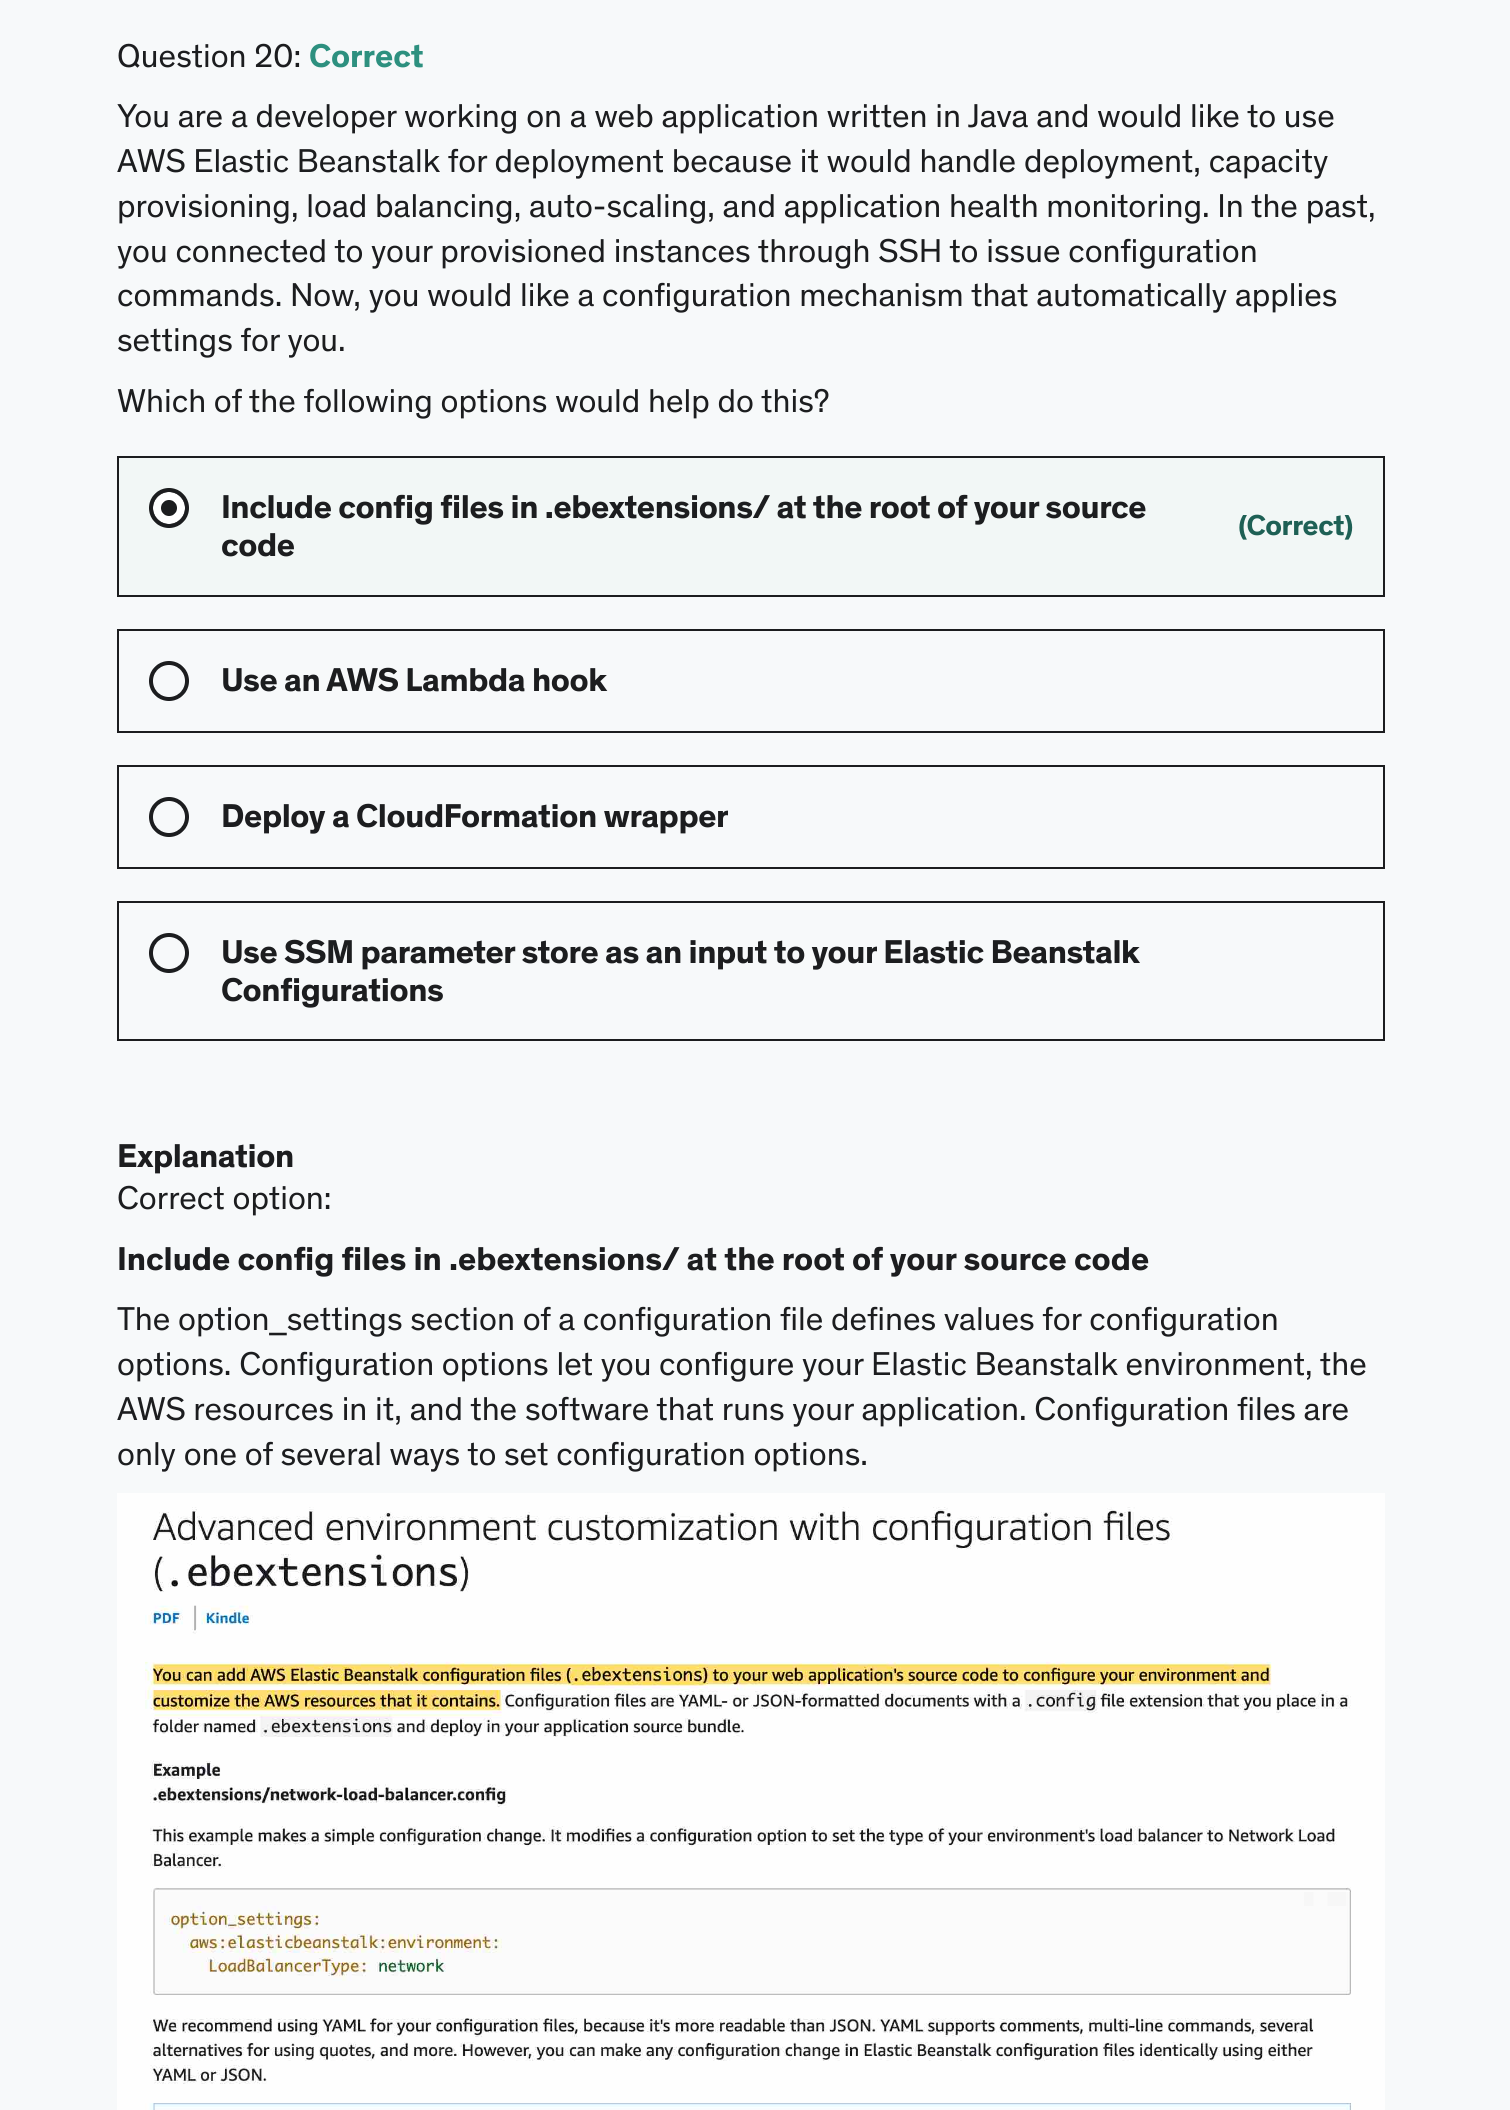 Question 20: Correct
You are a developer working on a web application written in Java and would like to use
AWS Elastic Beanstalk for deployment because it would handle deployment, capacity
provisioning, load balancing, auto-scaling, and application health monitoring. In the past,
you connected to your provisioned instances through SSH to issue configuration
commands. Now, you would like a configuration mechanism that automatically applies
settings for you.
Which of the following options would help do this?
Include config files in .ebextensions/ at the root of your source
code
(Correct)
Use an AWS Lambda hook
Deploy a CloudFormation wrapper
Use SSM parameter store as an input to your Elastic Beanstalk
Configurations
Explanation
Correct option:
Include config files in .ebextensions/ at the root of your source code
The option_settings section of a configuration file defines values for configuration
options. Configuration options let you configure your Elastic Beanstalk environment, the
AWS resources in it, and the software that runs your application. Configuration files are
only one of several ways to set configuration options.
Advanced environment customization with configuration files
(.ebextensions)
PDF | Kindle
You can add AWS Elastic Beanstalk configuration files (.ebextensions) to your web application's source code to configure your environment and
customize the AWS resources that it contains. Configuration files are YAML- or JSON-formatted documents with a .config file extension that you place in a
folder named .ebextensions and deploy in your application source bundle.
Example
.ebextensions/network-load-balancer.config
This example makes a simple configuration change. It modifies a configuration option to set the type of your environment's load balancer to Network Load
Balancer.
option_settings:
  aws:elasticbeanstalk:environment:
    LoadBalancerType: network
We recommend using YAML for your configuration files, because it's more readable than JSON. YAML supports comments, multi-line commands, several
alternatives for using quotes, and more. However, you can make any configuration change in Elastic Beanstalk configuration files identically using either
YAML or JSON.